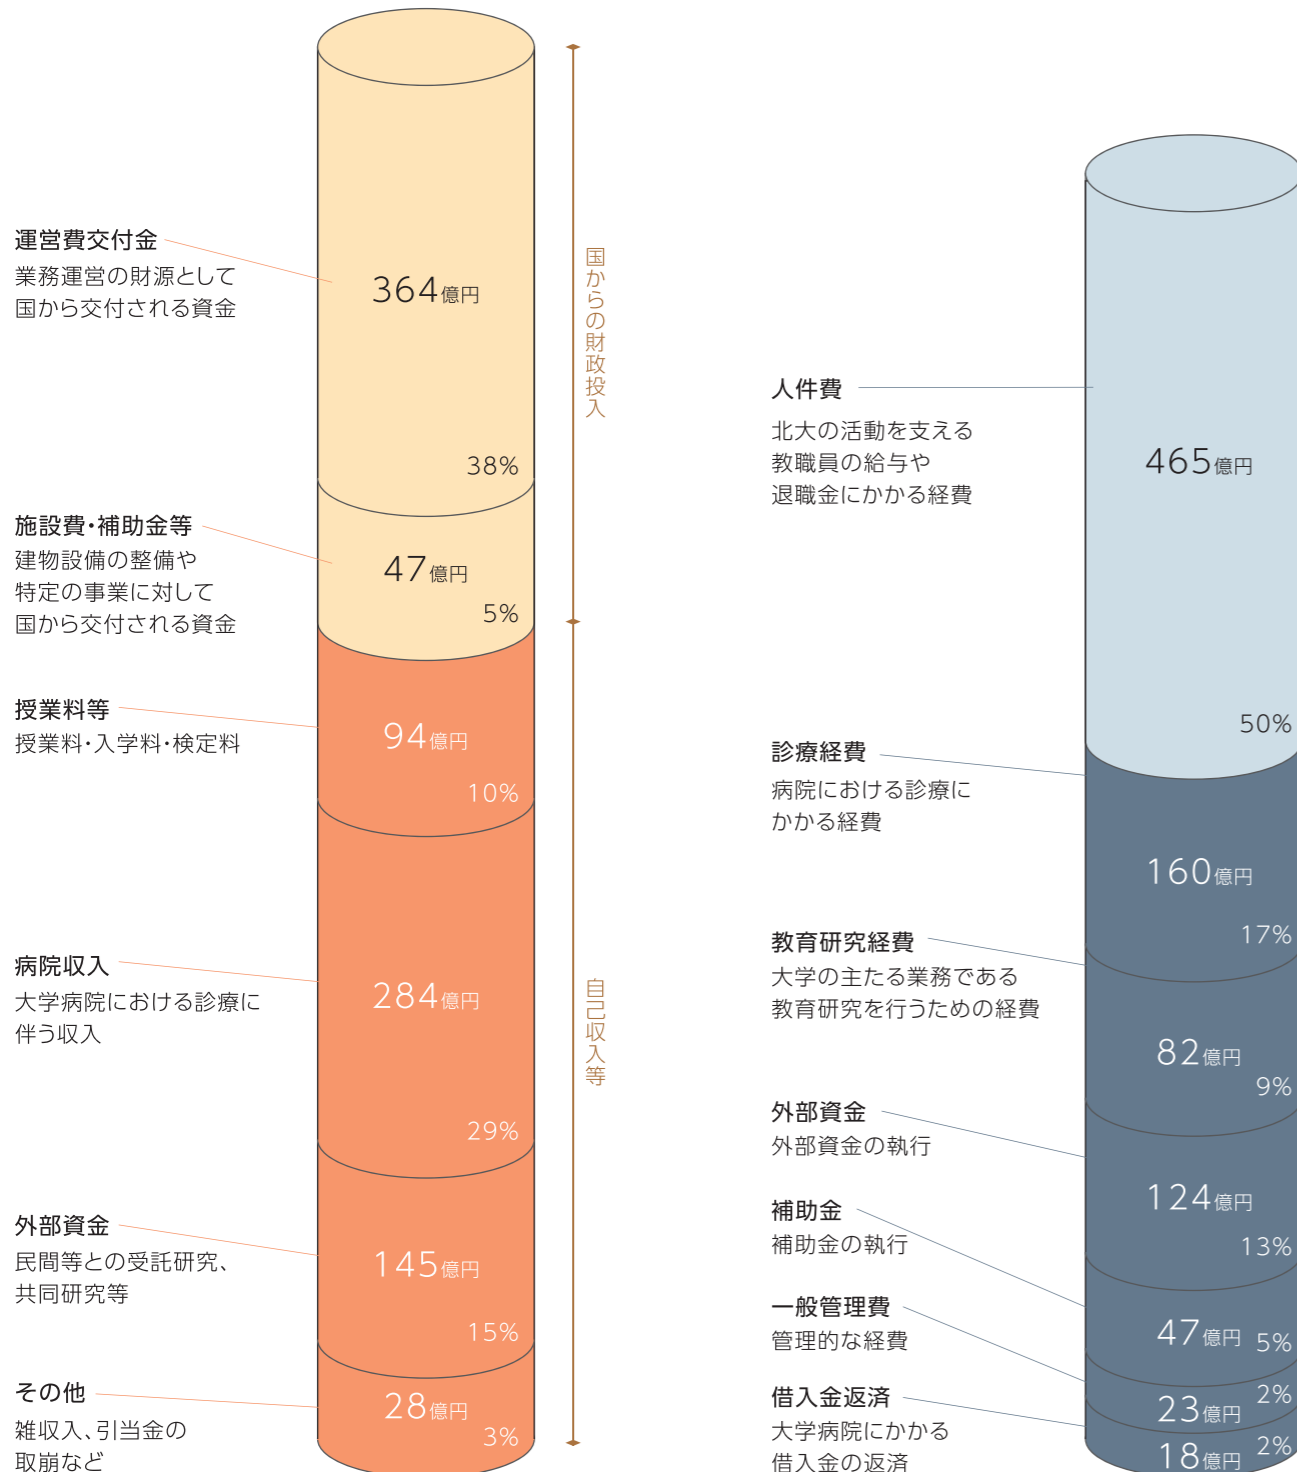 運営費交付金
業務運営の財源として
国から交付される資金
364億円
38%
施設費・補助金等
建物設備の整備や
特定の事業に対して
国から交付される資金
47億円
5%
国からの財政投入
授業料等
授業料・入学料・検定料
94億円
10%
病院収入
大学病院における診療に
伴う収入
284億円
29%
外部資金
民間等との受託研究、
共同研究等
145億円
15%
その他
雑収入、引当金の
取崩など
28億円
3%
自己収入等
人件費
北大の活動を支える
教職員の給与や
退職金にかかる経費
465億円
50%
診療経費
病院における診療に
かかる経費
160億円
17%
教育研究経費
大学の主たる業務である
教育研究を行うための経費
82億円
9%
外部資金
外部資金の執行
124億円
13%
補助金
補助金の執行
47億円
5%
一般管理費
管理的な経費
23億円
2%
借入金返済
大学病院にかかる
借入金の返済
18億円
2%